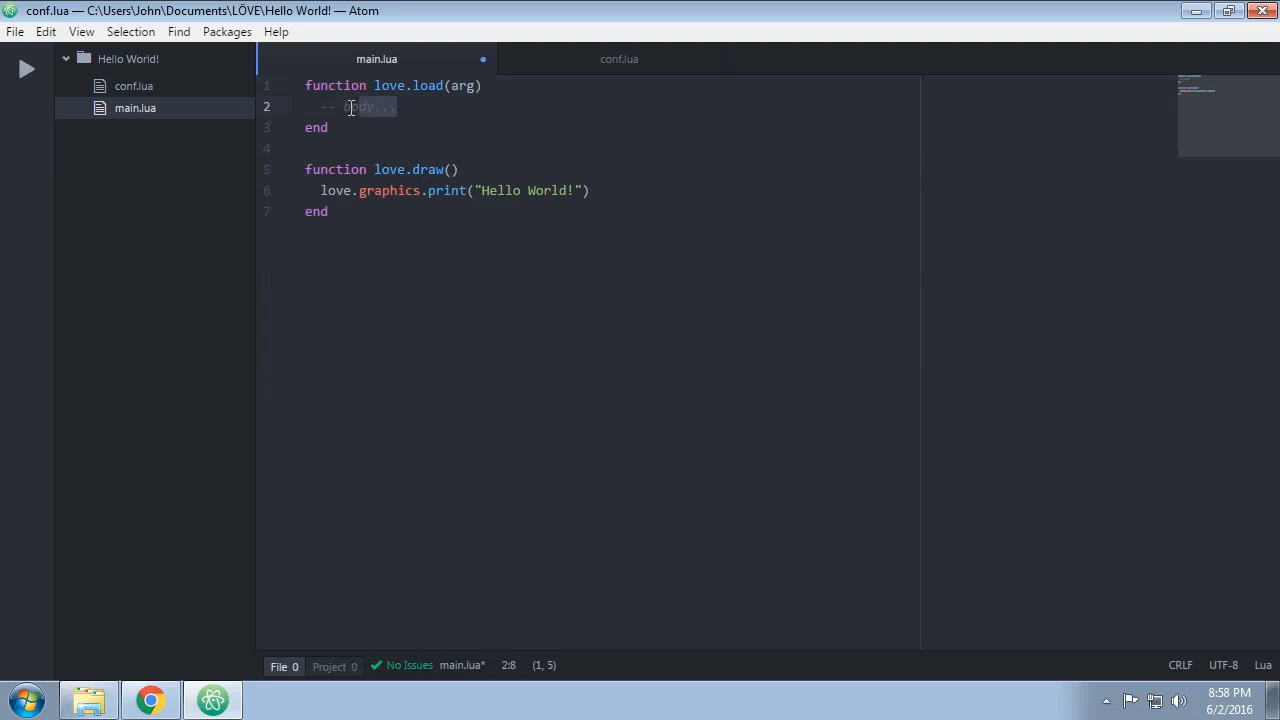 conf.lua — C:\Users\John\Documents\LÖVE\Hello World! — Atom
File Edit View Selection Find Packages Help
Hello World!
conf.lua
main.lua
main.lua conf.lua
1 function love.load(arg)
2 -- body...
3 end
4
5 function love.draw()
6 love.graphics.print("Hello World!")
7 end
File 0 Project 0 No Issues main.lua* 2:8 (1, 5) CRLF UTF-8 Lua
8:58 PM
6/2/2016